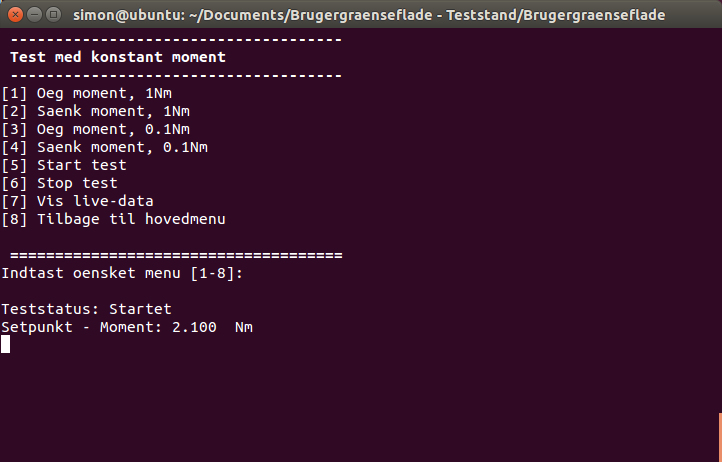 simon@ubuntu: ~/Documents/Brugergraenseflade - Teststand/Brugergraenseflade
-------------------------------------
Test med konstant moment
-------------------------------------
[1] Oeg moment, 1Nm
[2] Saenk moment, 1Nm
[3] Oeg moment, 0.1Nm
[4] Saenk moment, 0.1Nm
[5] Start test
[6] Stop test
[7] Vis live-data
[8] Tilbage til hovedmenu
=====================================
Indtast oensket menu [1-8]:
Teststatus: Startet
Setpunkt - Moment: 2.100  Nm